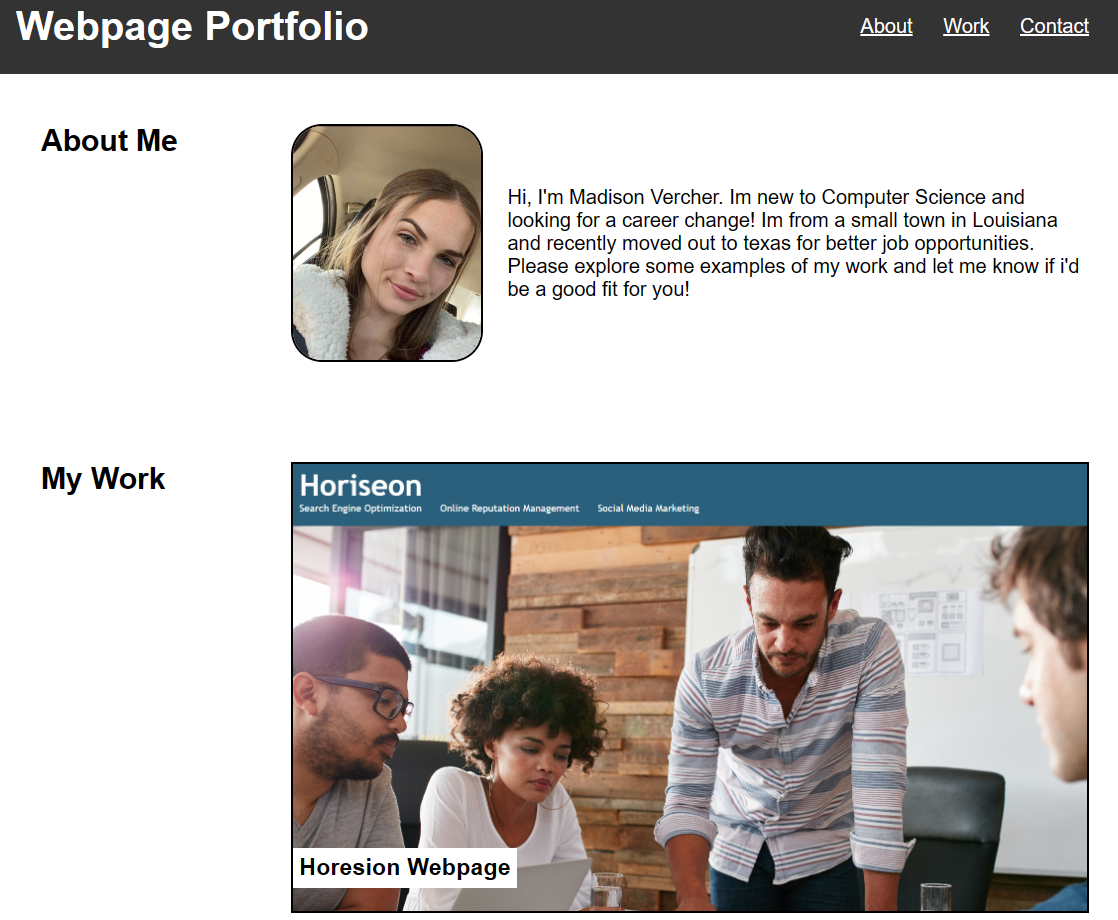 Webpage Portfolio
About Work Contact
About Me
Hi, I'm Madison Vercher. Im new to Computer Science and
looking for a career change! Im from a small town in Louisiana
and recently moved out to texas for better job opportunities.
Please explore some examples of my work and let me know if i'd
be a good fit for you!
My Work
Horiseon
Search Engine Optimization Online Reputation Management Social Media Marketing
Horesion Webpage